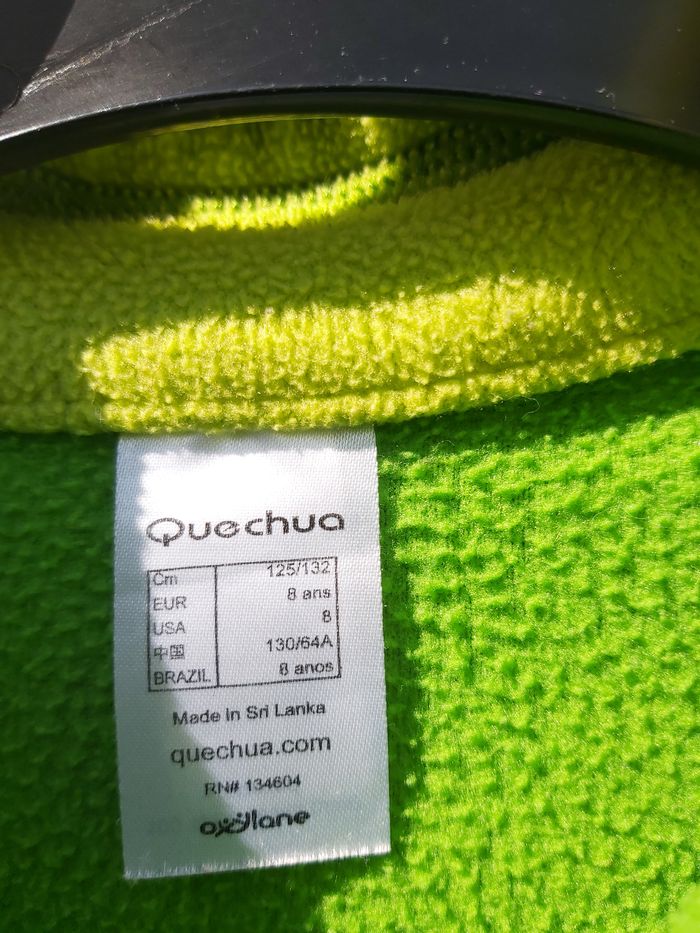 Quechua
Cm 125/132
EUR 8 ans
USA 8
中国 130/64A
BRAZIL 8 anos
Made in Sri Lanka
quechua.com
RN# 134604
oxylane